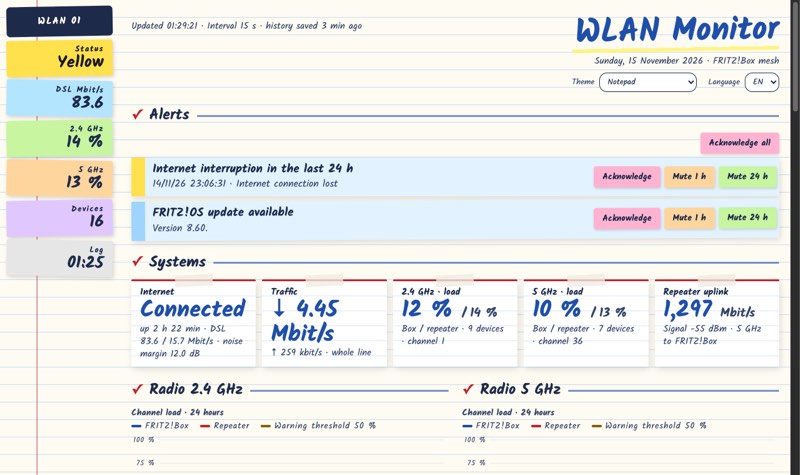 WLAN 01
Status
Yellow
DSL Mbit/s
83.6
2.4 GHz
14 %
5 GHz
13 %
Devices
16
Log
01:25
Updated 01:29:21 · Interval 15 s · history saved 3 min ago
WLAN Monitor
Sunday, 15 November 2026 · FRITZ!Box mesh
Theme Notepad Language EN
✓ Alerts
Acknowledge all
Internet interruption in the last 24 h
14/11/26 23:06:31 · Internet connection lost
Acknowledge Mute 1 h Mute 24 h
FRITZ!OS update available
Version 8.60.
Acknowledge Mute 1 h Mute 24 h
✓ Systems
Internet
Connected
up 2 h 22 min · DSL
83.6 / 15.7 Mbit/s · noise
margin 12.0 dB
Traffic
↓ 4.45
Mbit/s
↑ 259 kbit/s · whole line
2.4 GHz · load
12 % / 14 %
Box / repeater · 9 devices
· channel 1
5 GHz · load
10 % / 13 %
Box / repeater · 7 devices
· channel 36
Repeater uplink
1,297 Mbit/s
Signal -55 dBm · 5 GHz
to FRITZ!Box
✓ Radio 2.4 GHz
Channel load · 24 hours
FRITZ!Box Repeater Warning threshold 50 %
100 %
75 %
✓ Radio 5 GHz
Channel load · 24 hours
FRITZ!Box Repeater Warning threshold 50 %
100 %
75 %